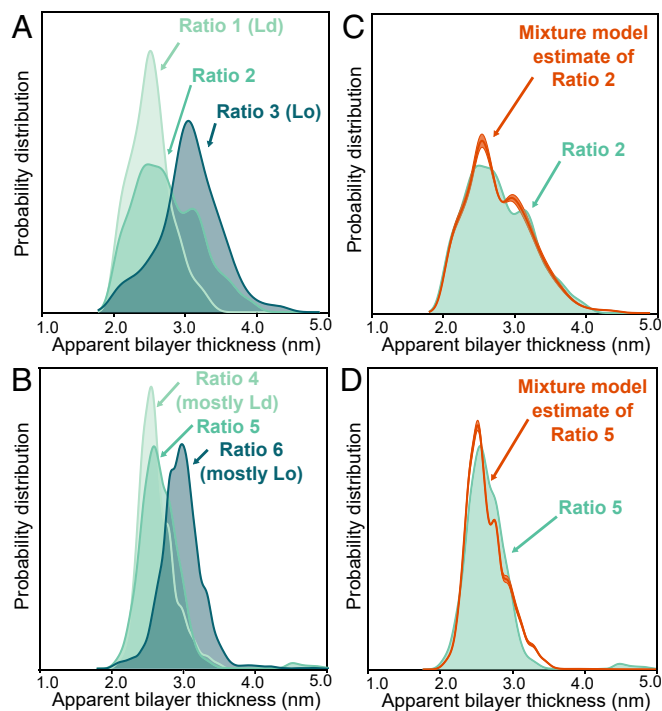 A
Ratio 1 (Ld)
Ratio 2
Ratio 3 (Lo)
Probability distribution
1.0 2.0 3.0 4.0 5.0
Apparent bilayer thickness (nm)
C
Mixture model
estimate of
Ratio 2
Ratio 2
Probability distribution
1.0 2.0 3.0 4.0 5.0
Apparent bilayer thickness (nm)
B
Ratio 4
(mostly Ld)
Ratio 5
Ratio 6
(mostly Lo)
Probability distribution
1.0 2.0 3.0 4.0 5.0
Apparent bilayer thickness (nm)
D
Mixture model
estimate of
Ratio 5
Ratio 5
Probability distribution
1.0 2.0 3.0 4.0 5.0
Apparent bilayer thickness (nm)